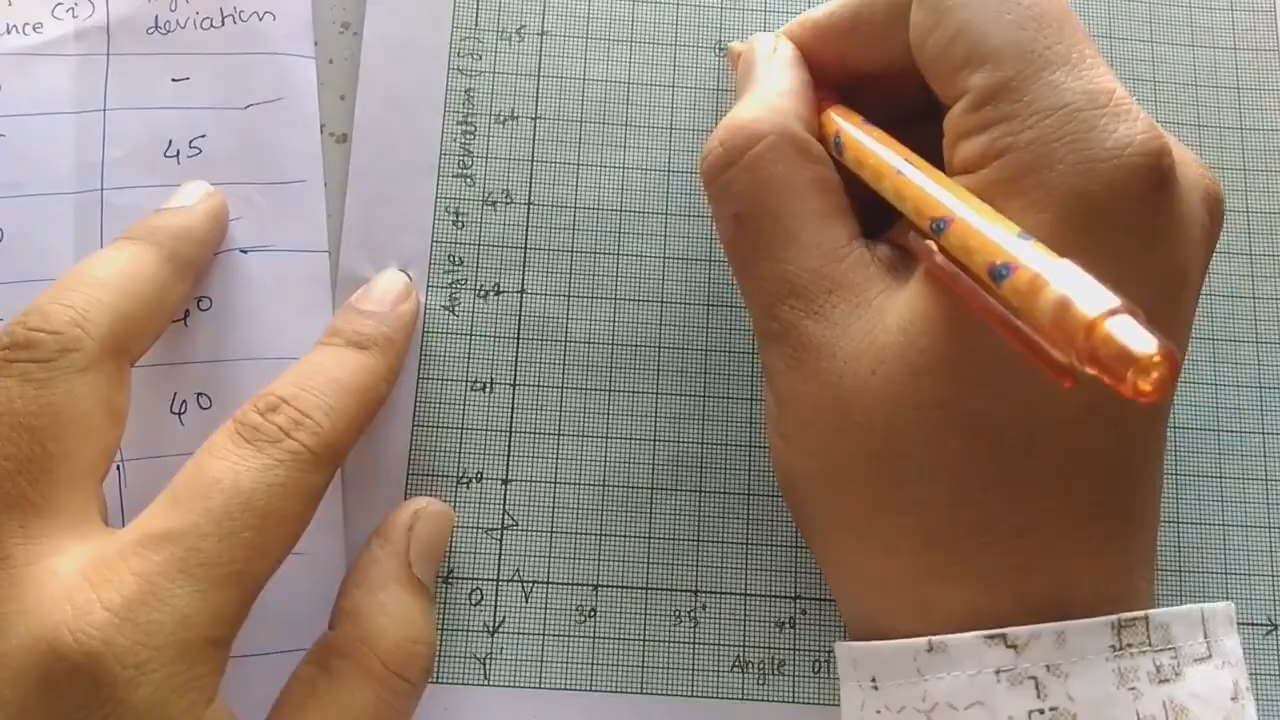 nce (i)
deviation
-
45
40
40
Angle of deviation (δ)
45
44
43
42
41
40
O
30
35°
40°
Y'
Angle of